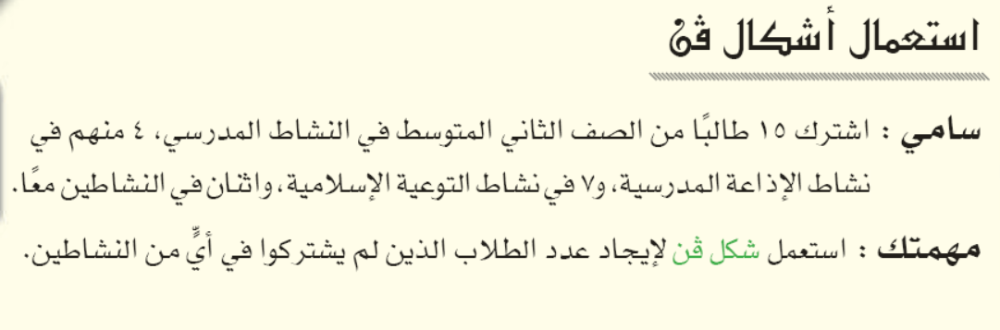 استعمال أشكال ڤن
سامي : اشترك ١٥ طالبًا من الصف الثاني المتوسط في النشاط المدرسي، ٤ منهم في
نشاط الإذاعة المدرسية، و٧ في نشاط التوعية الإسلامية، واثنان في النشاطين معًا.
مهمتك : استعمل شكل ڤن لإيجاد عدد الطلاب الذين لم يشتركوا في أيٍّ من النشاطين.